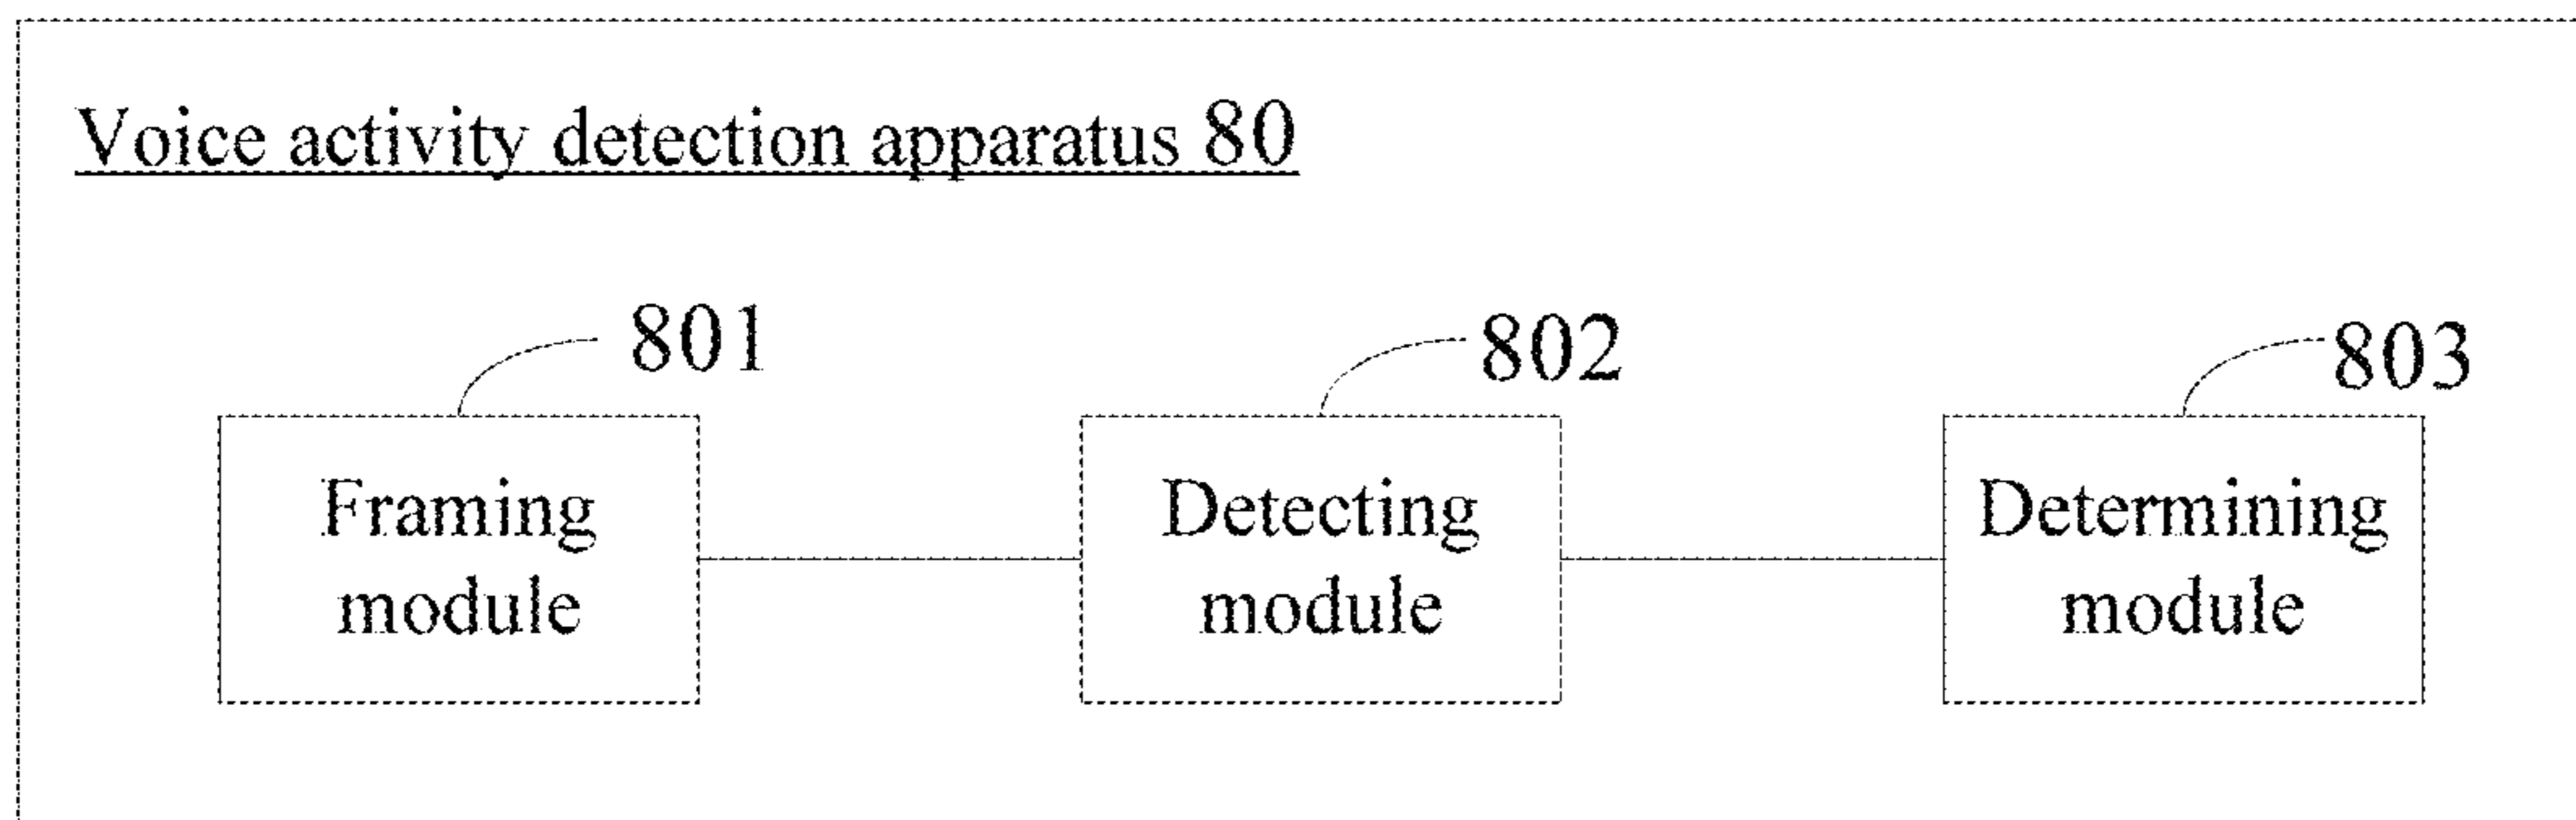 Voice activity detection apparatus 80
801
802
803
Framing
module
Detecting
module
Determining
module